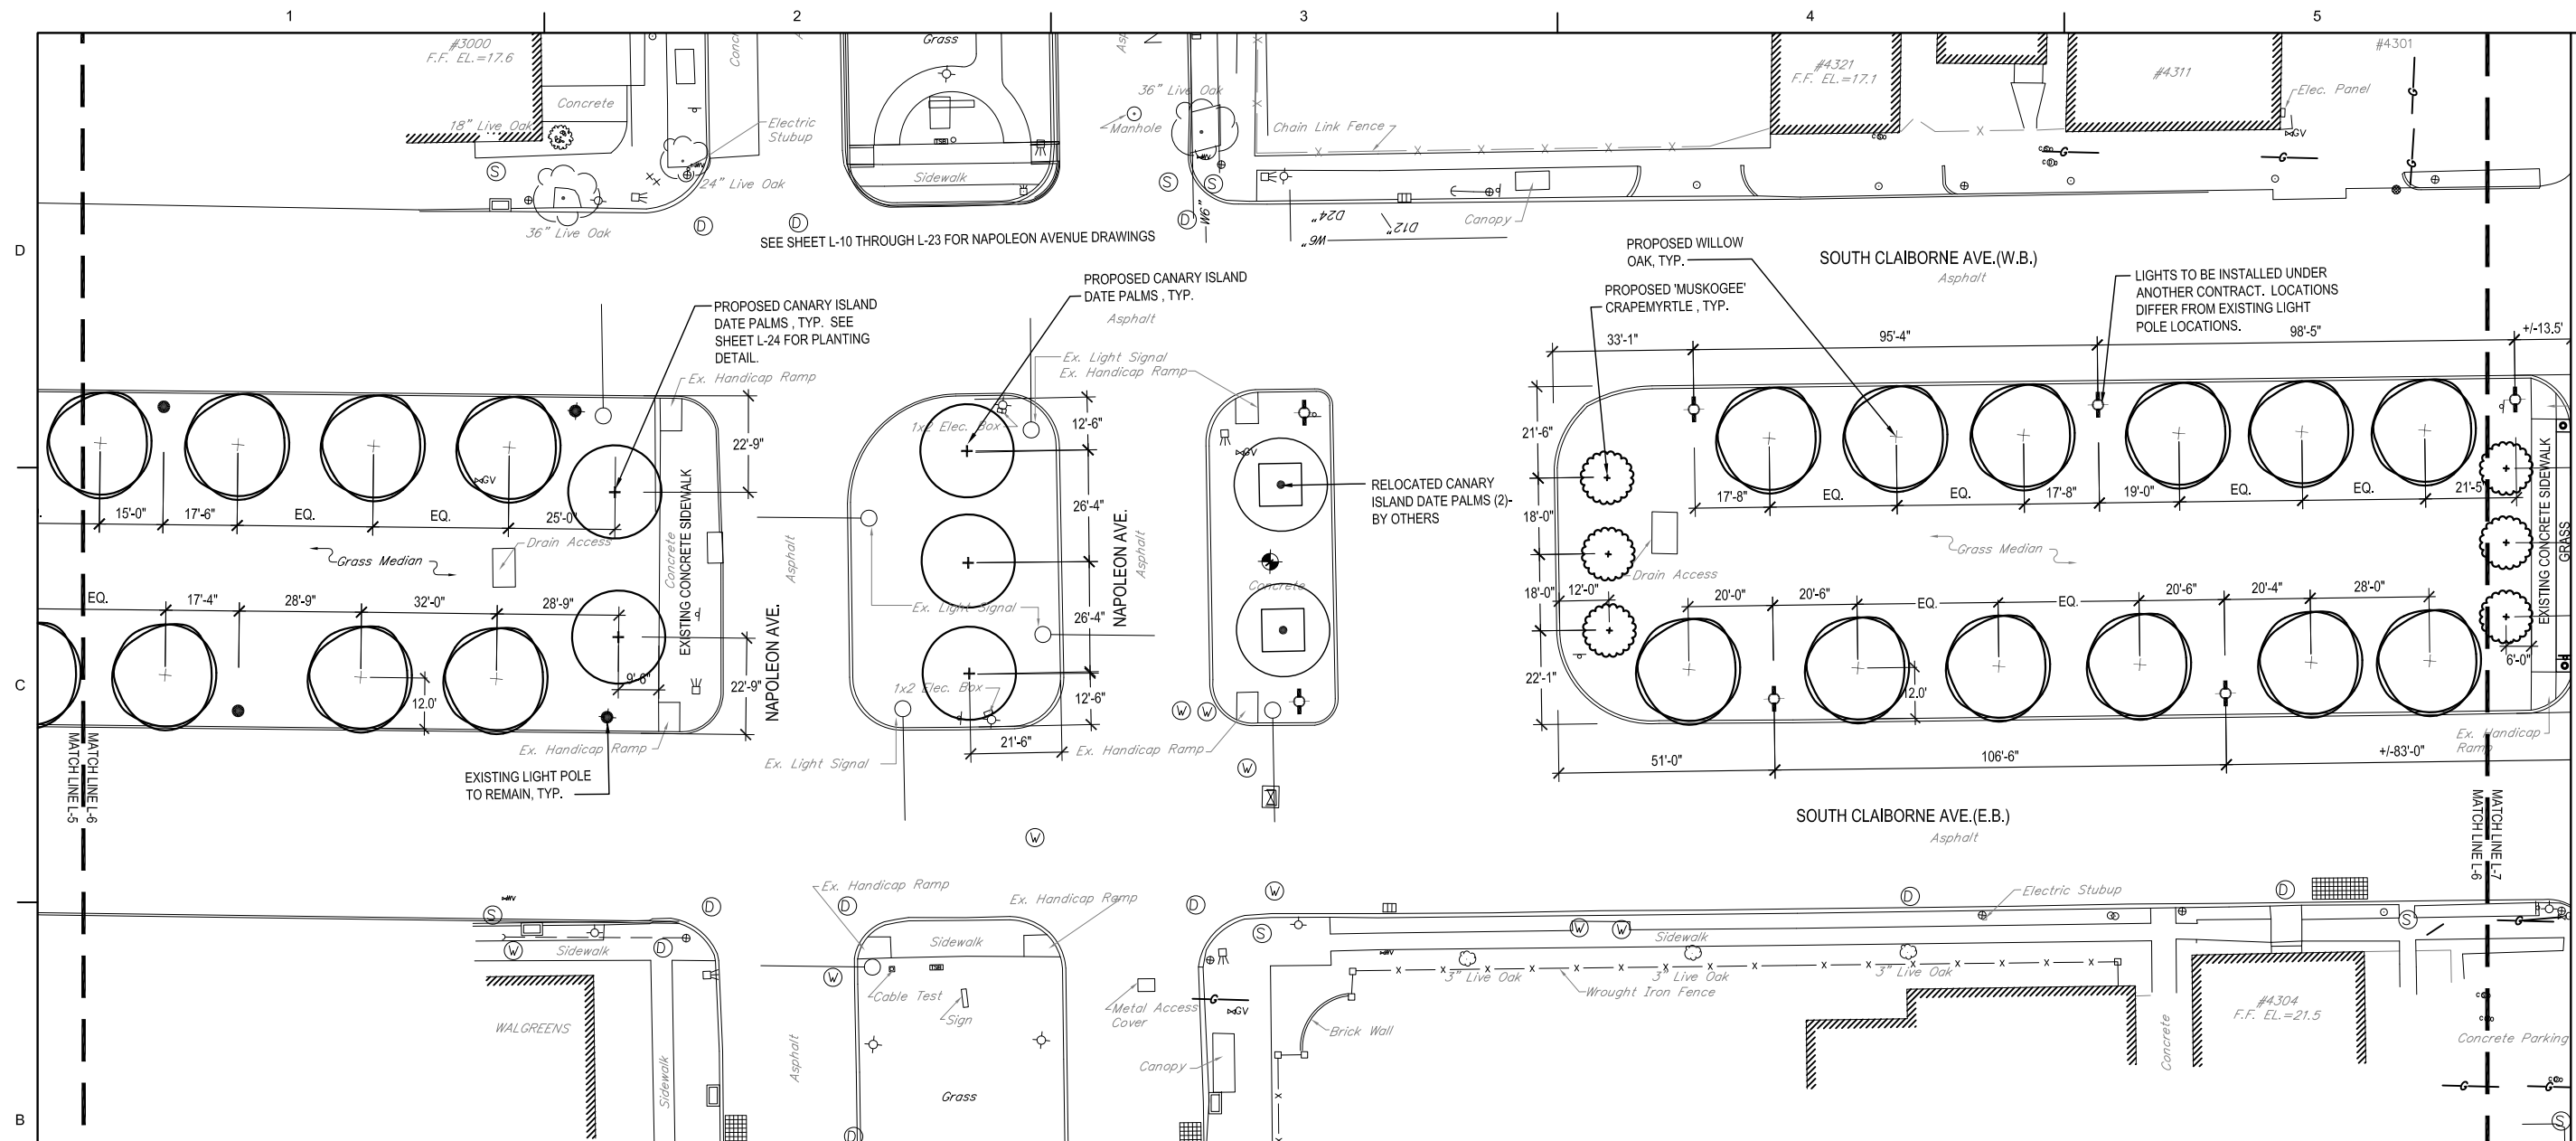 1
2
3
4
5
D
C
B
#3000
F.F. EL.=17.6
Concrete
18" Live Oak
36" Live Oak
24" Live Oak
Electric
Stubup
Grass
TSB
Sidewalk
Manhole
36" Live Oak
Chain Link Fence
#4321
F.F. EL.=17.1
#4311
#4301
Elec. Panel
GV
Canopy
W6"
D24"
D12"
W6"
SEE SHEET L-10 THROUGH L-23 FOR NAPOLEON AVENUE DRAWINGS
PROPOSED CANARY ISLAND
DATE PALMS , TYP. SEE
SHEET L-24 FOR PLANTING
DETAIL.
Ex. Handicap Ramp
PROPOSED CANARY ISLAND
DATE PALMS , TYP.
Asphalt
Ex. Light Signal
Ex. Handicap Ramp
1x2 Elec. Box
PROPOSED WILLOW
OAK, TYP.
PROPOSED 'MUSKOGEE'
CRAPEMYRTLE , TYP.
SOUTH CLAIBORNE AVE.(W.B.)
Asphalt
LIGHTS TO BE INSTALLED UNDER
ANOTHER CONTRACT. LOCATIONS
DIFFER FROM EXISTING LIGHT
POLE LOCATIONS.
33'-1"
95'-4"
98'-5"
+/-13.5'
22'-9"
12'-6"
26'-4"
26'-4"
12'-6"
21'-6"
18'-0"
18'-0"
22'-1"
15'-0"
17'-6"
EQ.
EQ.
25'-0"
GV
Drain Access
Grass Median
Concrete
EXISTING CONCRETE SIDEWALK
NAPOLEON AVE.
Asphalt
NAPOLEON AVE.
Asphalt
GV
RELOCATED CANARY
ISLAND DATE PALMS (2)-
BY OTHERS
Concrete
17'-8"
EQ.
EQ.
17'-8"
19'-0"
EQ.
EQ.
21'-5"
Grass Median
Drain Access
EXISTING CONCRETE SIDEWALK
GRASS
EQ.
17'-4"
28'-9"
32'-0"
28'-9"
9'-6"
12.0'
22'-9"
Ex. Light Signal
1x2 Elec. Box
12'-0"
20'-0"
20'-6"
EQ.
EQ.
20'-6"
20'-4"
28'-0"
12.0'
6'-0"
Ex. Handicap Ramp
21'-6"
Ex. Light Signal
Ex. Handicap Ramp
Ex. Handicap
Ramp
EXISTING LIGHT POLE
TO REMAIN, TYP.
51'-0"
106'-6"
+/-83'-0"
MATCH LINE L-5
MATCH LINE L-6
MATCH LINE L-6
MATCH LINE L-7
SOUTH CLAIBORNE AVE.(E.B.)
Asphalt
Ex. Handicap Ramp
Ex. Handicap Ramp
Sidewalk
Sidewalk
WALGREENS
Sidewalk
Asphalt
Cable Test
TSB
Sign
Grass
Metal Access
Cover
GV
Canopy
Brick Wall
Wrought Iron Fence
3" Live Oak
3" Live Oak
3" Live Oak
Sidewalk
Electric Stubup
Concrete
#4304
F.F. EL.=21.5
Concrete Parking